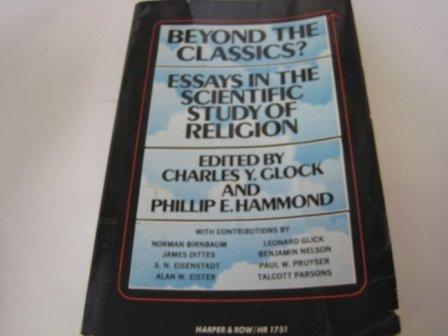 BEYOND THE
CLASSICS?
ESSAYS IN THE
SCIENTIFIC
STUDY OF
RELIGION
EDITED BY
CHARLES Y. GLOCK
AND
PHILLIP E. HAMMOND
WITH CONTRIBUTIONS BY
NORMAN BIRNBAUM
JAMES DITTES
S. N. EISENSTADT
ALAN W. EISTER
LEONARD GLICK
BENJAMIN NELSON
PAUL W. PRUYSER
TALCOTT PARSONS
HARPER & ROW/HR 1751